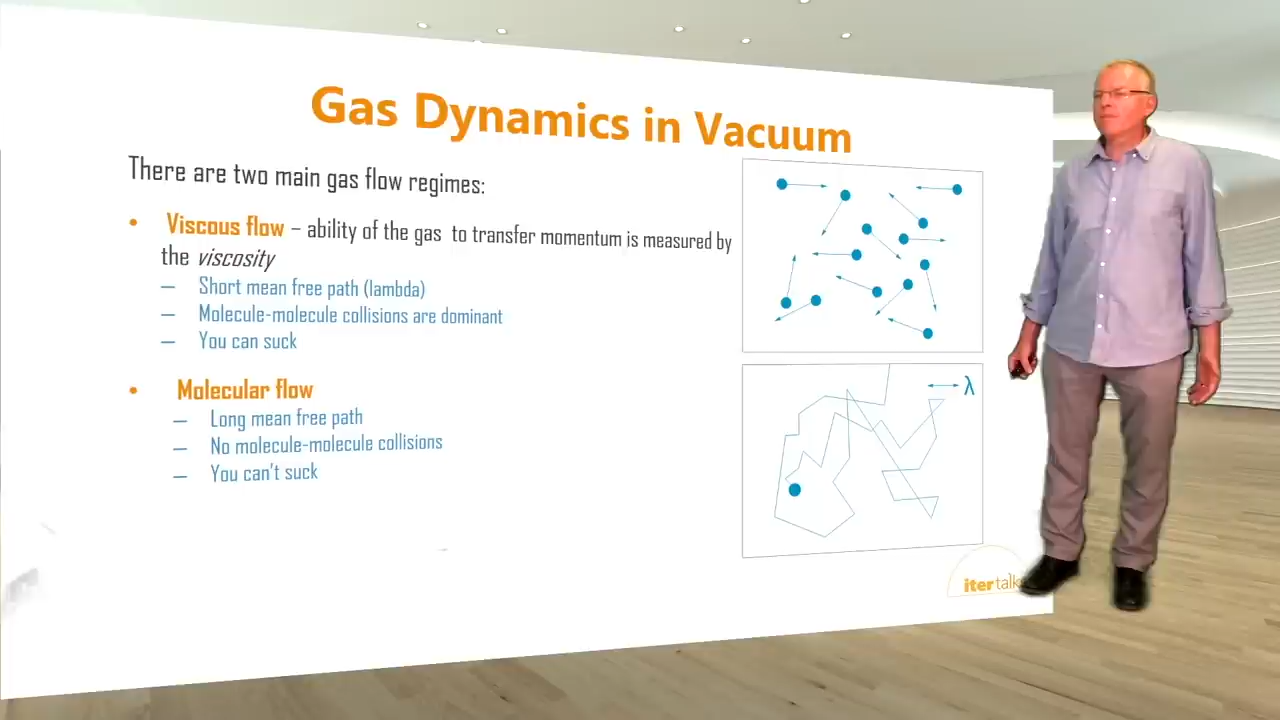 Gas Dynamics in Vacuum
There are two main gas flow regimes:
• Viscous flow – ability of the gas to transfer momentum is measured by
the viscosity
– Short mean free path (lambda)
– Molecule-molecule collisions are dominant
– You can suck
• Molecular flow
– Long mean free path
– No molecule-molecule collisions
– You can't suck
λ
iter talks